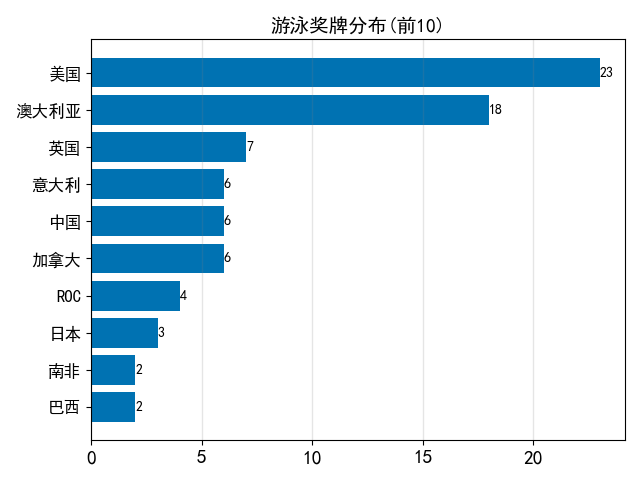 游泳奖牌分布(前10)
美国 23
澳大利亚 18
英国 7
意大利 6
中国 6
加拿大 6
ROC 4
日本 3
南非 2
巴西 2
0 5 10 15 20